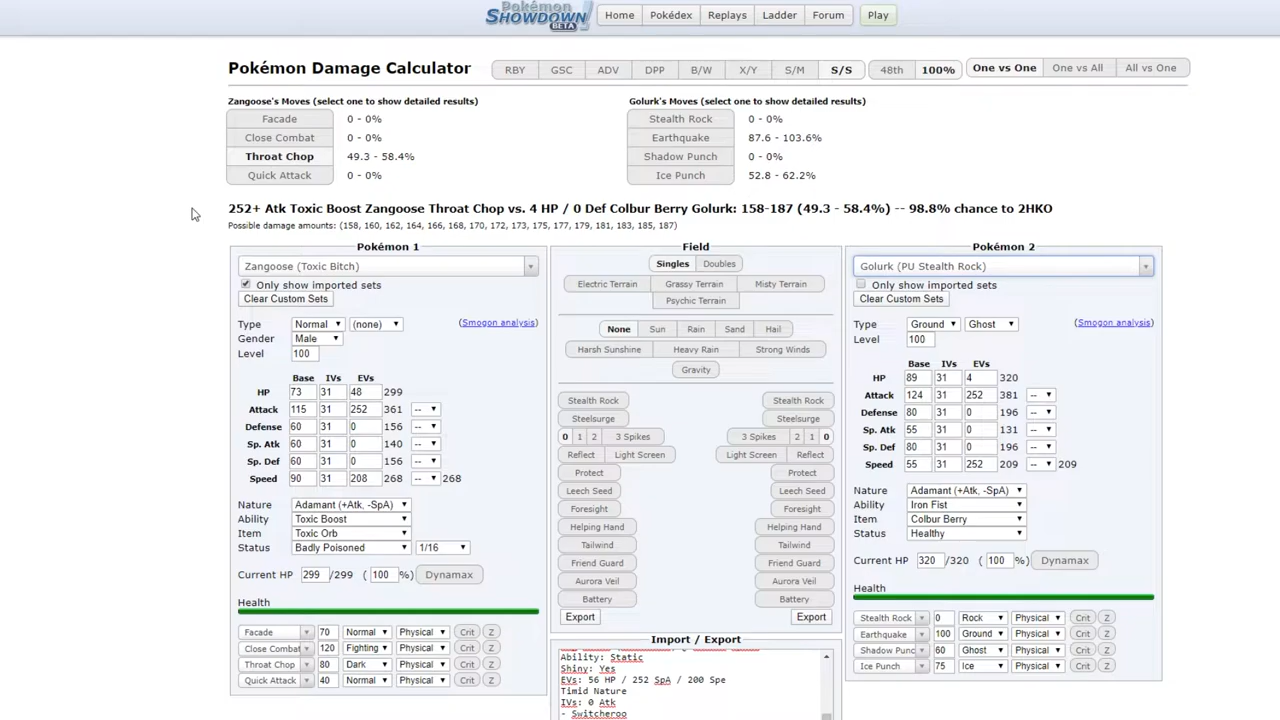 Pokémon
SHOWDOWN!
BETA
Home Pokédex Replays Ladder Forum Play
Pokémon Damage Calculator RBY GSC ADV DPP B/W X/Y S/M S/S 48th 100% One vs One One vs All All vs One
Zangoose's Moves (select one to show detailed results) Golurk's Moves (select one to show detailed results)
Facade 0 - 0% Stealth Rock 0 - 0%
Close Combat 0 - 0% Earthquake 87.6 - 103.6%
Throat Chop 49.3 - 58.4% Shadow Punch 0 - 0%
Quick Attack 0 - 0% Ice Punch 52.8 - 62.2%
252+ Atk Toxic Boost Zangoose Throat Chop vs. 4 HP / 0 Def Colbur Berry Golurk: 158-187 (49.3 - 58.4%) -- 98.8% chance to 2HKO
Possible damage amounts: (158, 160, 162, 164, 166, 168, 170, 172, 173, 175, 177, 179, 181, 183, 185, 187)
Pokémon 1
Zangoose (Toxic Bitch)
Only show imported sets
Clear Custom Sets
Type Normal (none) (Smogon analysis)
Gender Male
Level 100
Base IVs EVs
HP 73 31 48 299
Attack 115 31 252 361 --
Defense 60 31 0 156 --
Sp. Atk 60 31 0 140 --
Sp. Def 60 31 0 156 --
Speed 90 31 208 268 -- 268
Nature Adamant (+Atk, -SpA)
Ability Toxic Boost
Item Toxic Orb
Status Badly Poisoned 1/16
Current HP 299 /299 ( 100 %) Dynamax
Health
Facade 70 Normal Physical Crit Z
Close Combat 120 Fighting Physical Crit Z
Throat Chop 80 Dark Physical Crit Z
Quick Attack 40 Normal Physical Crit Z
Field
Singles Doubles
Electric Terrain Grassy Terrain Misty Terrain
Psychic Terrain
None Sun Rain Sand Hail
Harsh Sunshine Heavy Rain Strong Winds
Gravity
Stealth Rock Stealth Rock
Steelsurge Steelsurge
0 1 2 3 Spikes 3 Spikes 2 1 0
Reflect Light Screen Light Screen Reflect
Protect Protect
Leech Seed Leech Seed
Foresight Foresight
Helping Hand Helping Hand
Tailwind Tailwind
Friend Guard Friend Guard
Aurora Veil Aurora Veil
Battery Battery
Export Export
Import / Export
Ability: Static
Shiny: Yes
EVs: 56 HP / 252 SpA / 200 Spe
Timid Nature
IVs: 0 Atk
- Switcheroo
Pokémon 2
Golurk (PU Stealth Rock)
Only show imported sets
Clear Custom Sets
Type Ground Ghost (Smogon analysis)
Level 100
Base IVs EVs
HP 89 31 4 320
Attack 124 31 252 381 --
Defense 80 31 0 196 --
Sp. Atk 55 31 0 131 --
Sp. Def 80 31 0 196 --
Speed 55 31 252 209 -- 209
Nature Adamant (+Atk, -SpA)
Ability Iron Fist
Item Colbur Berry
Status Healthy
Current HP 320 /320 ( 100 %) Dynamax
Health
Stealth Rock 0 Rock Physical Crit Z
Earthquake 100 Ground Physical Crit Z
Shadow Punc 60 Ghost Physical Crit Z
Ice Punch 75 Ice Physical Crit Z